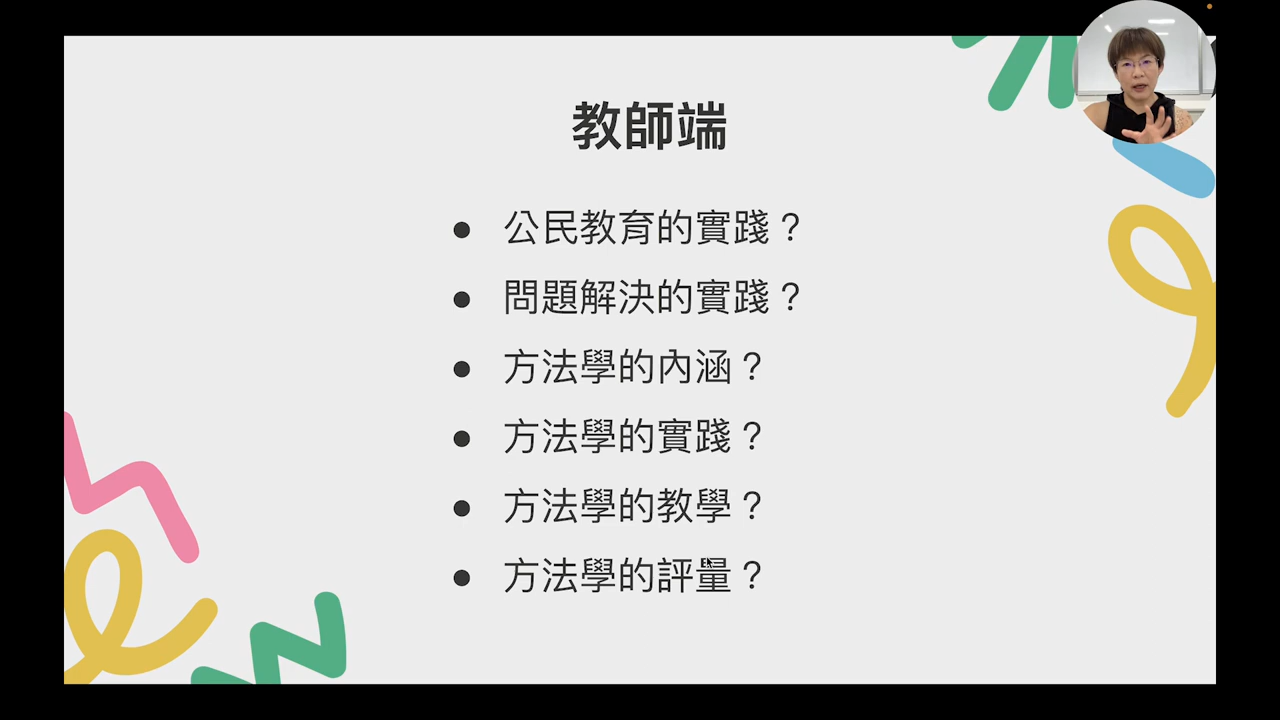 教師端
● 公民教育的實踐？
● 問題解決的實踐？
● 方法學的內涵？
● 方法學的實踐？
● 方法學的教學？
● 方法學的評量？